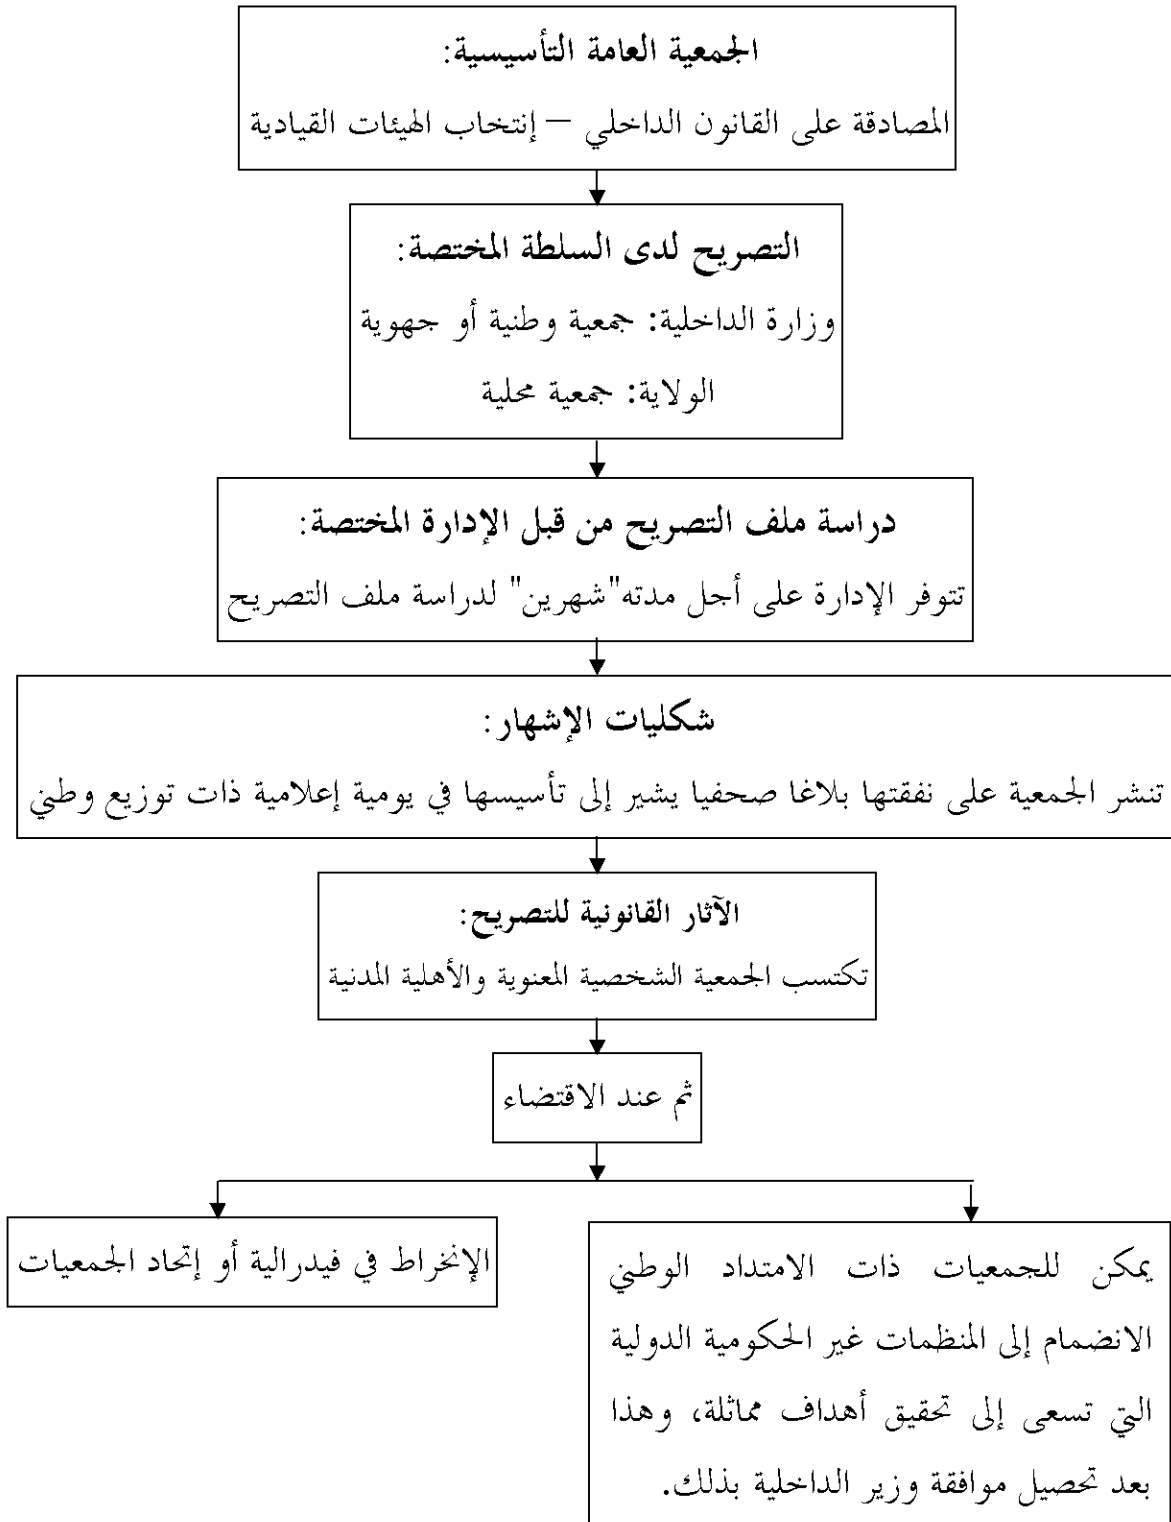 الجمعية العامة التأسيسية:
المصادقة على القانون الداخلي – إنتخاب الهيئات القيادية
التصريح لدى السلطة المختصة:
وزارة الداخلية: جمعية وطنية أو جهوية
الولاية: جمعية محلية
دراسة ملف التصريح من قبل الإدارة المختصة:
تتوفر الإدارة على أجل مدته"شهرين" لدراسة ملف التصريح
شكليات الإشهار:
تنشر الجمعية على نفقتها بلاغا صحفيا يشير إلى تأسيسها في يومية إعلامية ذات توزيع وطني
الآثار القانونية للتصريح:
تكتسب الجمعية الشخصية المعنوية والأهلية المدنية
ثم عند الاقتضاء
يمكن للجمعيات ذات الامتداد الوطني
الانضمام إلى المنظمات غير الحكومية الدولية
التي تسعى إلى تحقيق أهداف مماثلة، وهذا
بعد تحصيل موافقة وزير الداخلية بذلك.
الإنخراط في فيدرالية أو إتحاد الجمعيات